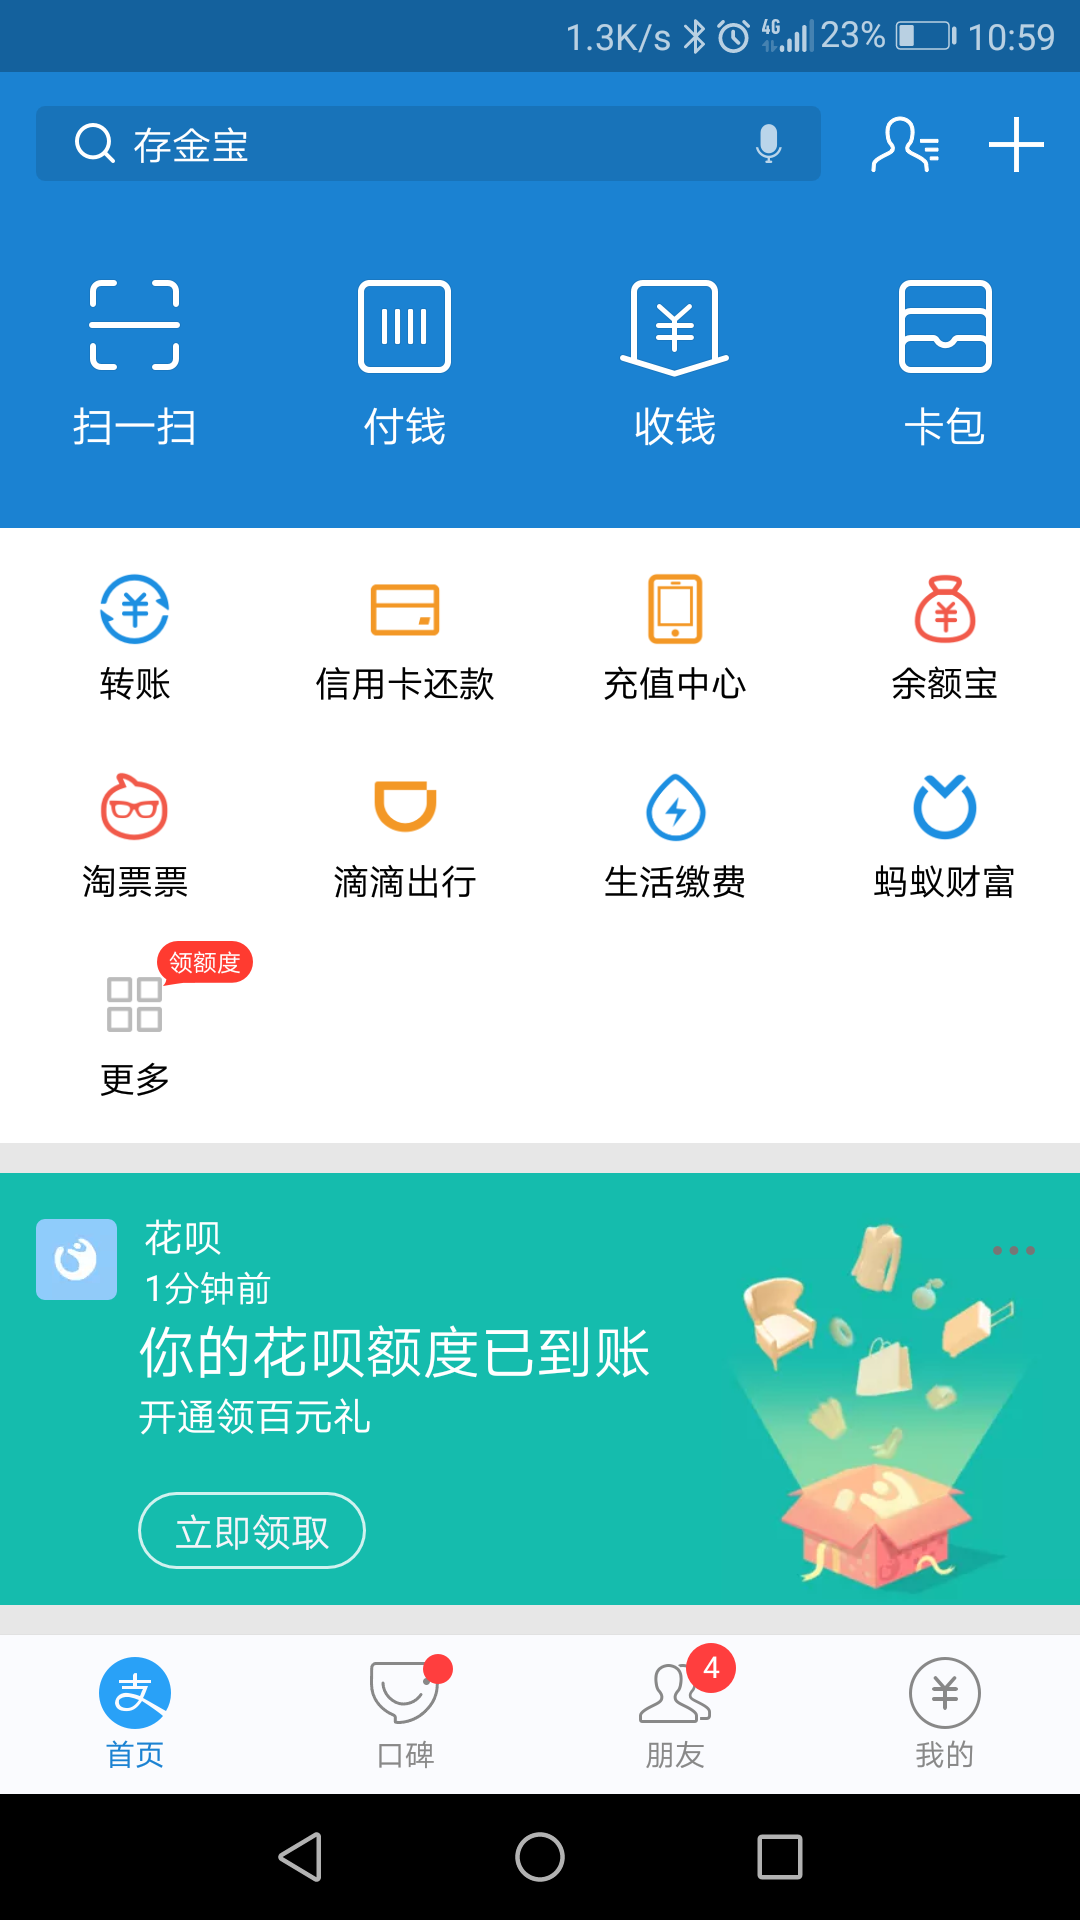 1.3K/s 4G 23% 10:59
存金宝
扫一扫 付钱 收钱 卡包
转账 信用卡还款 充值中心 余额宝
淘票票 滴滴出行 生活缴费 蚂蚁财富
领额度
更多
花呗
1分钟前
你的花呗额度已到账
开通领百元礼
立即领取
4
首页 口碑 朋友 我的